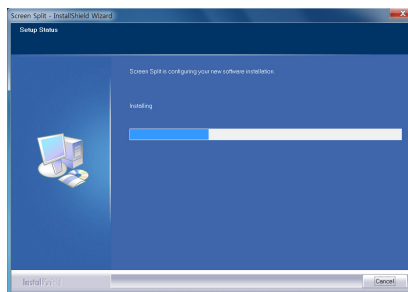 Screen Split - InstallShield Wizard
Setup Status
Screen Split is configuring your new software installation.
Installing
InstallShield
Cancel